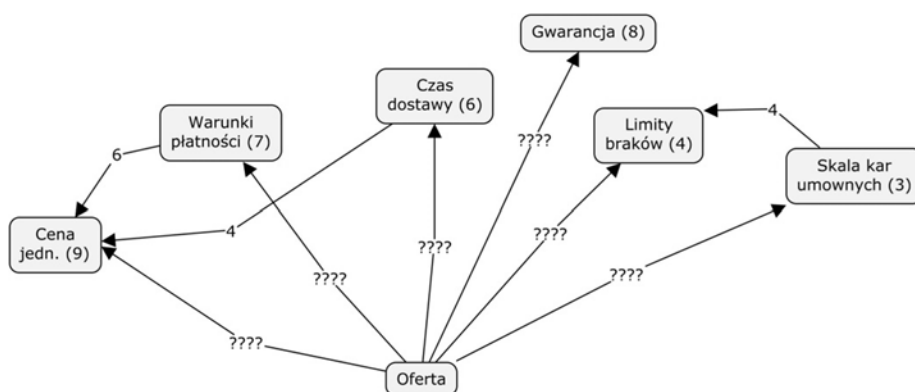 Gwarancja (8)
Czas
dostawy (6)
Warunki
płatności (7)
Limity
braków (4)
4
Skala kar
umownych (3)
6
????
Cena
jedn. (9)
4
????
????
????
????
????
Oferta